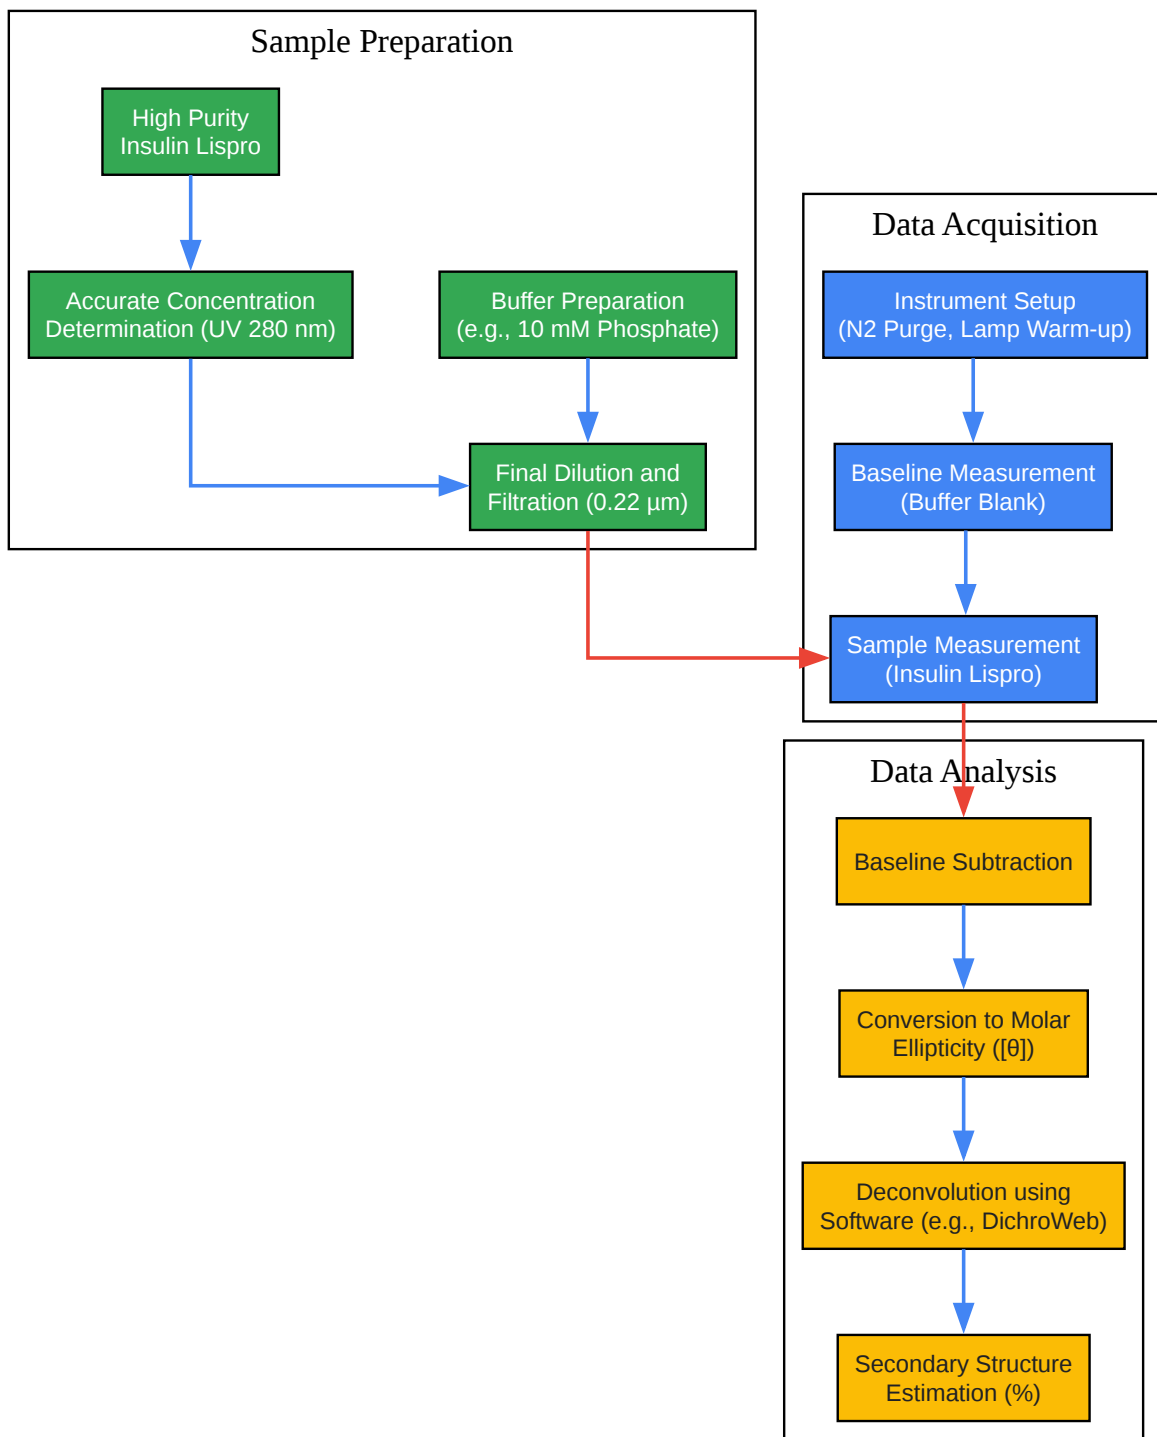 Sample Preparation
High Purity
Insulin Lispro
Accurate Concentration
Determination (UV 280 nm)
Buffer Preparation
(e.g., 10 mM Phosphate)
Final Dilution and
Filtration (0.22 µm)
Data Acquisition
Instrument Setup
(N2 Purge, Lamp Warm-up)
Baseline Measurement
(Buffer Blank)
Sample Measurement
(Insulin Lispro)
Data Analysis
Baseline Subtraction
Conversion to Molar
Ellipticity ([θ])
Deconvolution using
Software (e.g., DichroWeb)
Secondary Structure
Estimation (%)